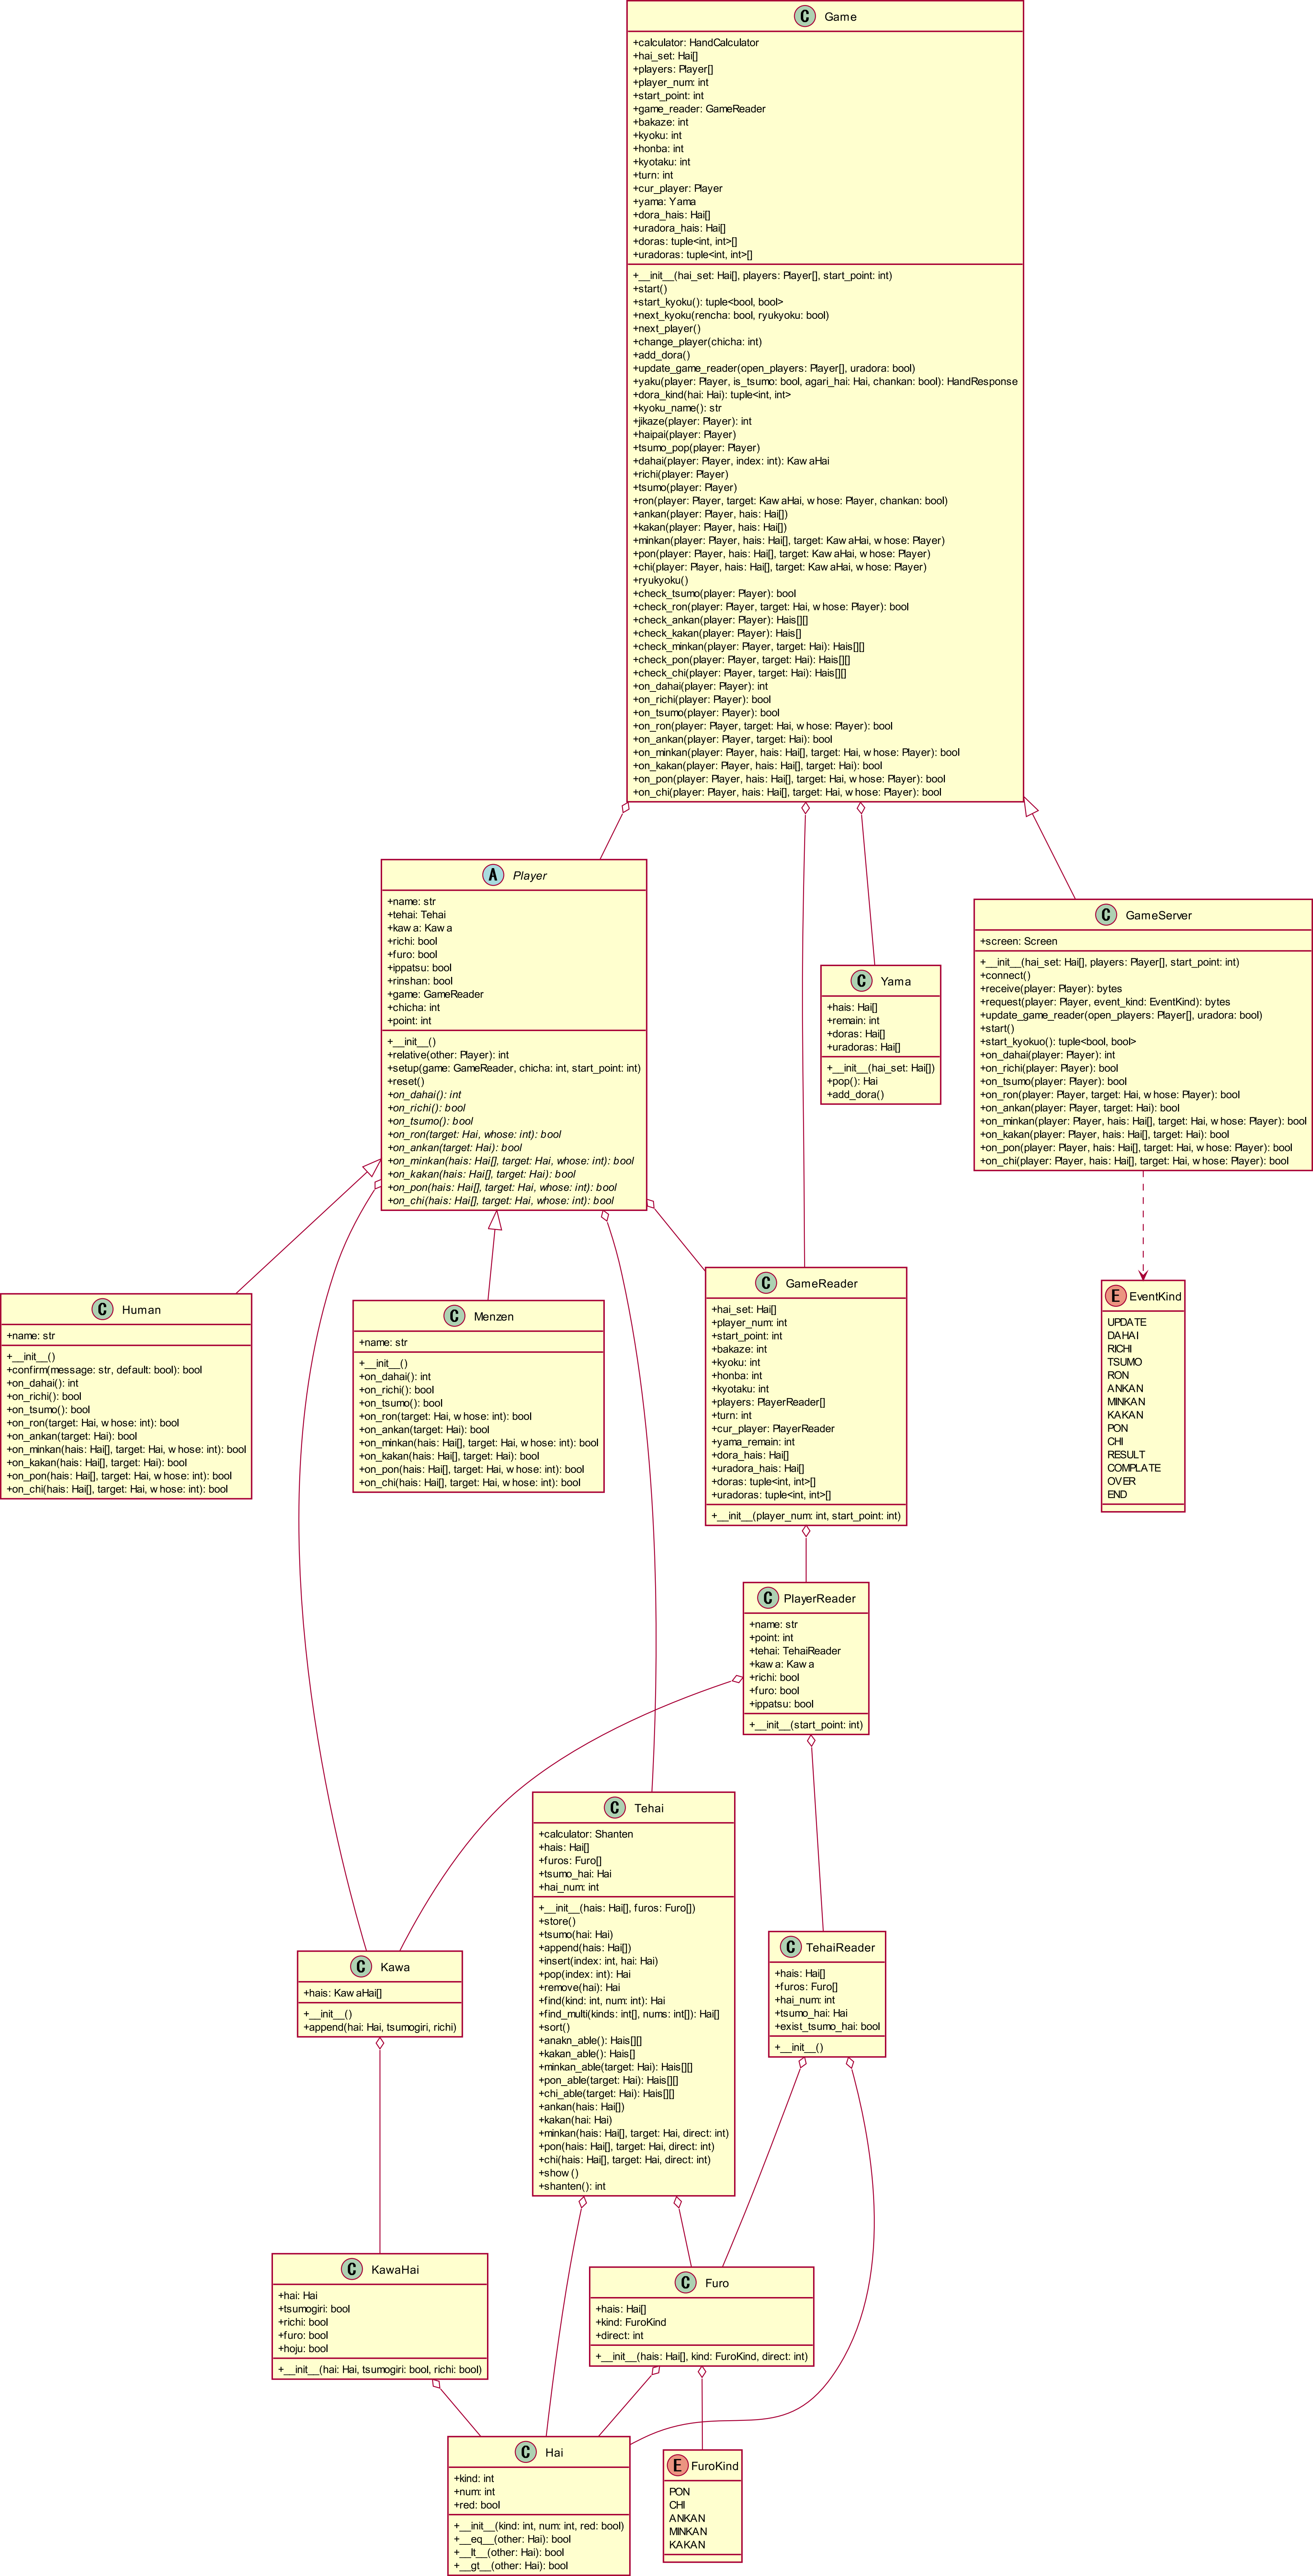 C Game
+calculator: HandCalculator
+hai_set: Hai[]
+players: Player[]
+player_num: int
+start_point: int
+game_reader: GameReader
+bakaze: int
+kyoku: int
+honba: int
+kyotaku: int
+turn: int
+cur_player: Player
+yama: Yama
+dora_hais: Hai[]
+uradora_hais: Hai[]
+doras: tuple<int, int>[]
+uradoras: tuple<int, int>[]
+__init__(hai_set: Hai[], players: Player[], start_point: int)
+start()
+start_kyoku(): tuple<bool, bool>
+next_kyoku(rencha: bool, ryukyoku: bool)
+next_player()
+change_player(chicha: int)
+add_dora()
+update_game_reader(open_players: Player[], uradora: bool)
+yaku(player: Player, is_tsumo: bool, agari_hai: Hai, chankan: bool): HandResponse
+dora_kind(hai: Hai): tuple<int, int>
+kyoku_name(): str
+jikaze(player: Player): int
+haipai(player: Player)
+tsumo_pop(player: Player)
+dahai(player: Player, index: int): KawaHai
+richi(player: Player)
+tsumo(player: Player)
+ron(player: Player, target: KawaHai, whose: Player, chankan: bool)
+ankan(player: Player, hais: Hai[])
+kakan(player: Player, hais: Hai[])
+minkan(player: Player, hais: Hai[], target: KawaHai, whose: Player)
+pon(player: Player, hais: Hai[], target: KawaHai, whose: Player)
+chi(player: Player, hais: Hai[], target: KawaHai, whose: Player)
+ryukyoku()
+check_tsumo(player: Player): bool
+check_ron(player: Player, target: Hai, whose: Player): bool
+check_ankan(player: Player): Hais[][]
+check_kakan(player: Player): Hais[]
+check_minkan(player: Player, target: Hai): Hais[][]
+check_pon(player: Player, target: Hai): Hais[][]
+check_chi(player: Player, target: Hai): Hais[][]
+on_dahai(player: Player): int
+on_richi(player: Player): bool
+on_tsumo(player: Player): bool
+on_ron(player: Player, target: Hai, whose: Player): bool
+on_ankan(player: Player, target: Hai): bool
+on_minkan(player: Player, hais: Hai[], target: Hai, whose: Player): bool
+on_kakan(player: Player, hais: Hai[], target: Hai): bool
+on_pon(player: Player, hais: Hai[], target: Hai, whose: Player): bool
+on_chi(player: Player, hais: Hai[], target: Hai, whose: Player): bool
A Player
+name: str
+tehai: Tehai
+kawa: Kawa
+richi: bool
+furo: bool
+ippatsu: bool
+rinshan: bool
+game: GameReader
+chicha: int
+point: int
+__init__()
+relative(other: Player): int
+setup(game: GameReader, chicha: int, start_point: int)
+reset()
+on_dahai(): int
+on_richi(): bool
+on_tsumo(): bool
+on_ron(target: Hai, whose: int): bool
+on_ankan(target: Hai): bool
+on_minkan(hais: Hai[], target: Hai, whose: int): bool
+on_kakan(hais: Hai[], target: Hai): bool
+on_pon(hais: Hai[], target: Hai, whose: int): bool
+on_chi(hais: Hai[], target: Hai, whose: int): bool
C Yama
+hais: Hai[]
+remain: int
+doras: Hai[]
+uradoras: Hai[]
+__init__(hai_set: Hai[])
+pop(): Hai
+add_dora()
C GameServer
+screen: Screen
+__init__(hai_set: Hai[], players: Player[], start_point: int)
+connect()
+receive(player: Player): bytes
+request(player: Player, event_kind: EventKind): bytes
+update_game_reader(open_players: Player[], uradora: bool)
+start()
+start_kyokuo(): tuple<bool, bool>
+on_dahai(player: Player): int
+on_richi(player: Player): bool
+on_tsumo(player: Player): bool
+on_ron(player: Player, target: Hai, whose: Player): bool
+on_ankan(player: Player, target: Hai): bool
+on_minkan(player: Player, hais: Hai[], target: Hai, whose: Player): bool
+on_kakan(player: Player, hais: Hai[], target: Hai): bool
+on_pon(player: Player, hais: Hai[], target: Hai, whose: Player): bool
+on_chi(player: Player, hais: Hai[], target: Hai, whose: Player): bool
C Human
+name: str
+__init__()
+confirm(message: str, default: bool): bool
+on_dahai(): int
+on_richi(): bool
+on_tsumo(): bool
+on_ron(target: Hai, whose: int): bool
+on_ankan(target: Hai): bool
+on_minkan(hais: Hai[], target: Hai, whose: int): bool
+on_kakan(hais: Hai[], target: Hai): bool
+on_pon(hais: Hai[], target: Hai, whose: int): bool
+on_chi(hais: Hai[], target: Hai, whose: int): bool
C Menzen
+name: str
+__init__()
+on_dahai(): int
+on_richi(): bool
+on_tsumo(): bool
+on_ron(target: Hai, whose: int): bool
+on_ankan(target: Hai): bool
+on_minkan(hais: Hai[], target: Hai, whose: int): bool
+on_kakan(hais: Hai[], target: Hai): bool
+on_pon(hais: Hai[], target: Hai, whose: int): bool
+on_chi(hais: Hai[], target: Hai, whose: int): bool
C GameReader
+hai_set: Hai[]
+player_num: int
+start_point: int
+bakaze: int
+kyoku: int
+honba: int
+kyotaku: int
+players: PlayerReader[]
+turn: int
+cur_player: PlayerReader
+yama_remain: int
+dora_hais: Hai[]
+uradora_hais: Hai[]
+doras: tuple<int, int>[]
+uradoras: tuple<int, int>[]
+__init__(player_num: int, start_point: int)
E EventKind
UPDATE
DAHAI
RICHI
TSUMO
RON
ANKAN
MINKAN
KAKAN
PON
CHI
RESULT
COMPLATE
OVER
END
C PlayerReader
+name: str
+point: int
+tehai: TehaiReader
+kawa: Kawa
+richi: bool
+furo: bool
+ippatsu: bool
+__init__(start_point: int)
C Tehai
+calculator: Shanten
+hais: Hai[]
+furos: Furo[]
+tsumo_hai: Hai
+hai_num: int
+__init__(hais: Hai[], furos: Furo[])
+store()
+tsumo(hai: Hai)
+append(hais: Hai[])
+insert(index: int, hai: Hai)
+pop(index: int): Hai
+remove(hai): Hai
+find(kind: int, num: int): Hai
+find_multi(kinds: int[], nums: int[]): Hai[]
+sort()
+anakn_able(): Hais[][]
+kakan_able(): Hais[]
+minkan_able(target: Hai): Hais[][]
+pon_able(target: Hai): Hais[][]
+chi_able(target: Hai): Hais[][]
+ankan(hais: Hai[])
+kakan(hai: Hai)
+minkan(hais: Hai[], target: Hai, direct: int)
+pon(hais: Hai[], target: Hai, direct: int)
+chi(hais: Hai[], target: Hai, direct: int)
+show()
+shanten(): int
C TehaiReader
+hais: Hai[]
+furos: Furo[]
+hai_num: int
+tsumo_hai: Hai
+exist_tsumo_hai: bool
+__init__()
C Kawa
+hais: KawaHai[]
+__init__()
+append(hai: Hai, tsumogiri, richi)
C KawaHai
+hai: Hai
+tsumogiri: bool
+richi: bool
+furo: bool
+hoju: bool
+__init__(hai: Hai, tsumogiri: bool, richi: bool)
C Furo
+hais: Hai[]
+kind: FuroKind
+direct: int
+__init__(hais: Hai[], kind: FuroKind, direct: int)
C Hai
+kind: int
+num: int
+red: bool
+__init__(kind: int, num: int, red: bool)
+__eq__(other: Hai): bool
+__lt__(other: Hai): bool
+__gt__(other: Hai): bool
E FuroKind
PON
CHI
ANKAN
MINKAN
KAKAN